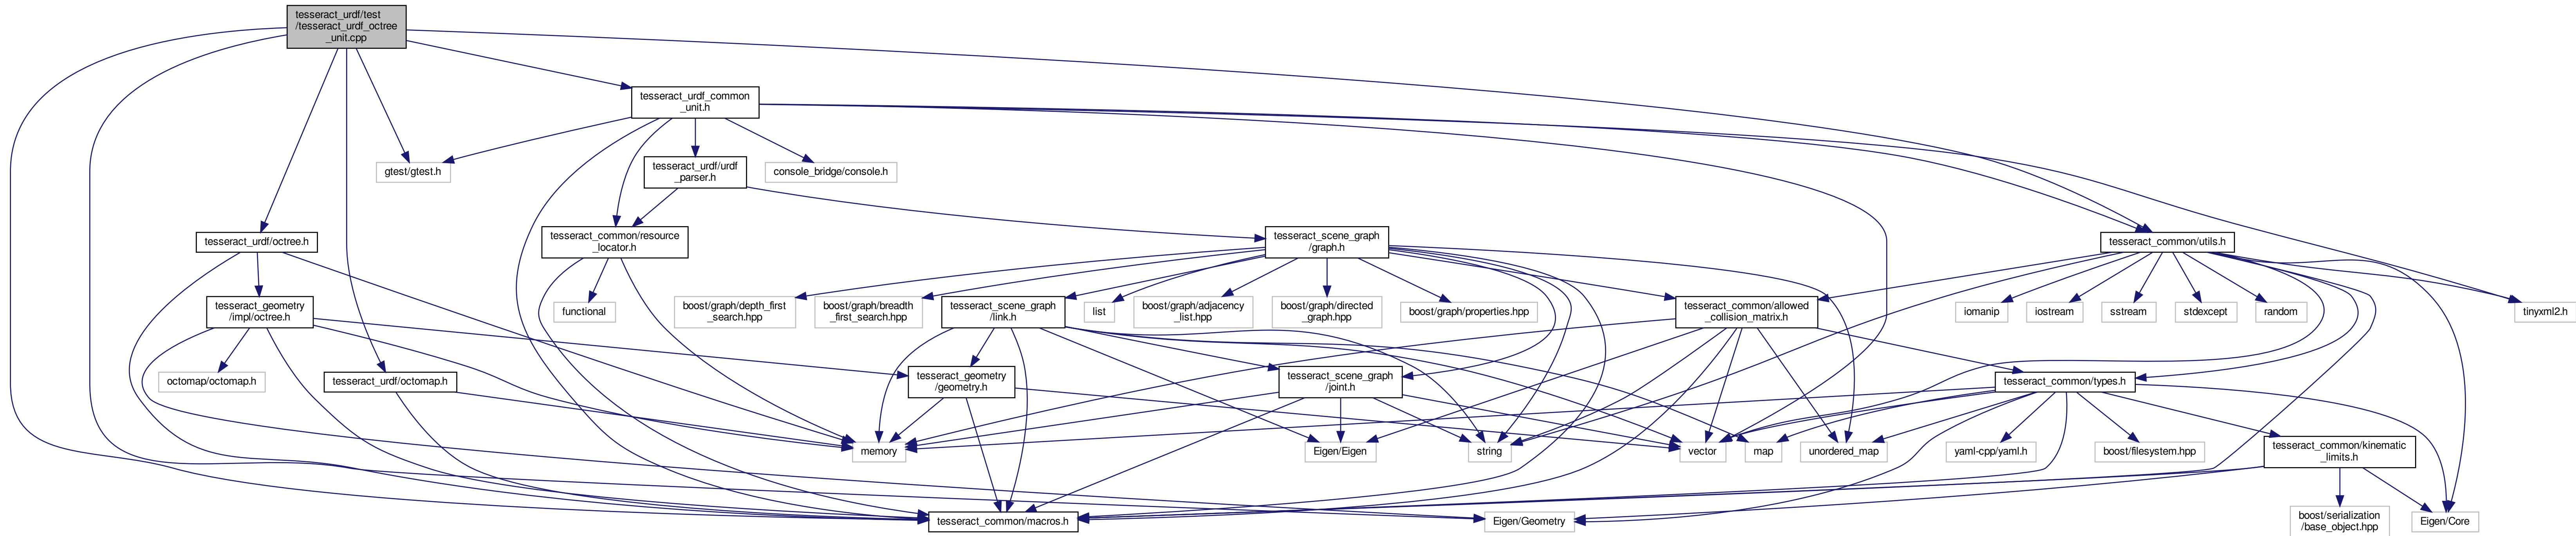 tesseract_urdf/test
/tesseract_urdf_octree
_unit.cpp
tesseract_urdf_common
_unit.h
gtest/gtest.h
tesseract_urdf/urdf
_parser.h
console_bridge/console.h
tesseract_urdf/octree.h
tesseract_common/resource
_locator.h
tesseract_scene_graph
/graph.h
tesseract_common/utils.h
tesseract_geometry
/impl/octree.h
functional
boost/graph/depth_first
_search.hpp
boost/graph/breadth
_first_search.hpp
tesseract_scene_graph
/link.h
list
boost/graph/adjacency
_list.hpp
boost/graph/directed
_graph.hpp
boost/graph/properties.hpp
tesseract_common/allowed
_collision_matrix.h
iomanip
iostream
sstream
stdexcept
random
tinyxml2.h
octomap/octomap.h
tesseract_urdf/octomap.h
tesseract_geometry
/geometry.h
tesseract_scene_graph
/joint.h
tesseract_common/types.h
memory
Eigen/Eigen
string
vector
map
unordered_map
yaml-cpp/yaml.h
boost/filesystem.hpp
tesseract_common/kinematic
_limits.h
tesseract_common/macros.h
Eigen/Geometry
boost/serialization
/base_object.hpp
Eigen/Core